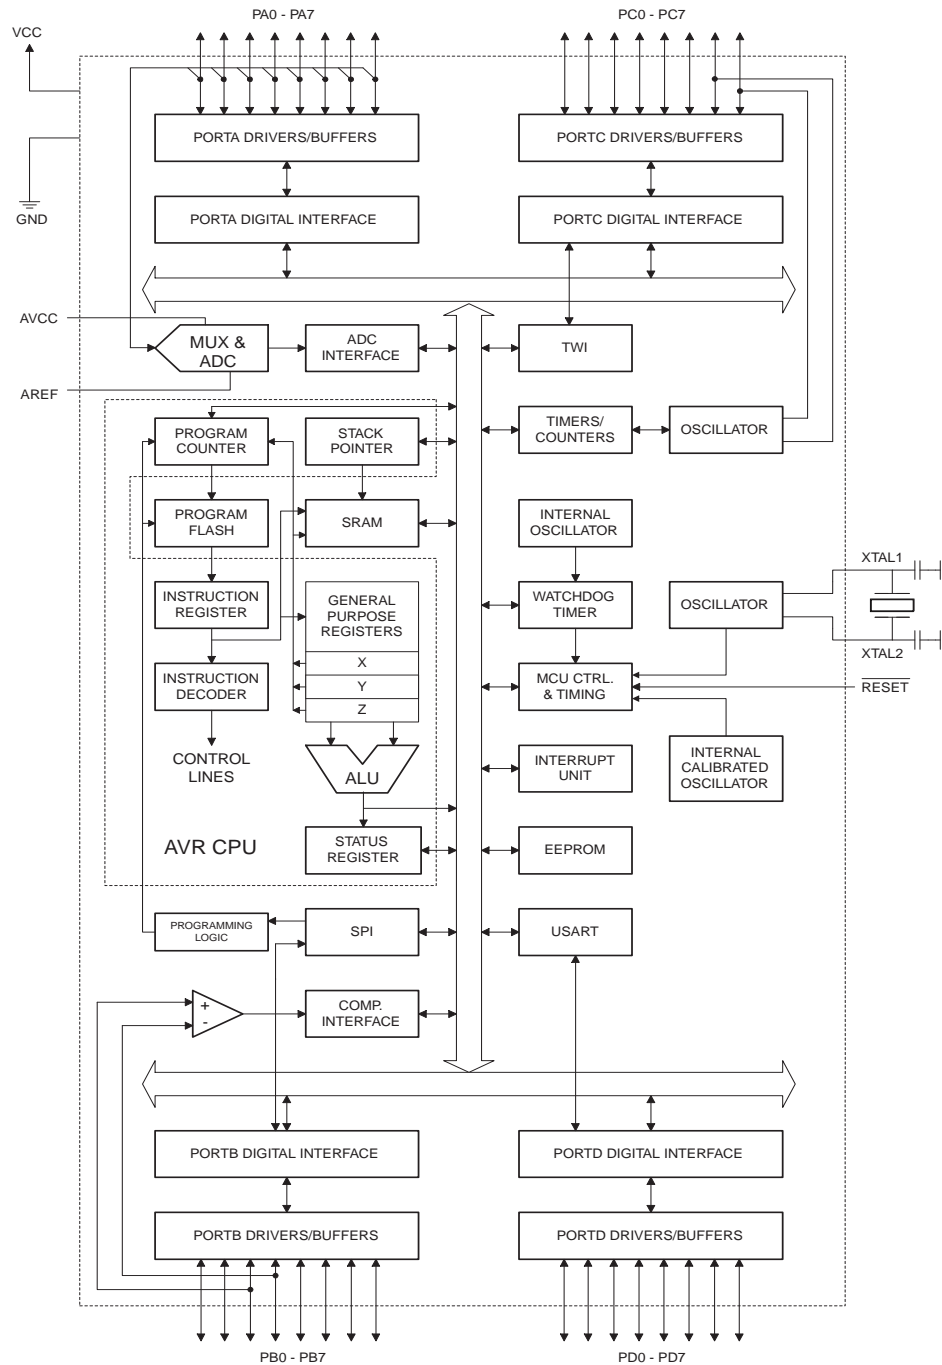 PA0 - PA7
PC0 - PC7
VCC
PORTA DRIVERS/BUFFERS
PORTC DRIVERS/BUFFERS
GND
PORTA DIGITAL INTERFACE
PORTC DIGITAL INTERFACE
AVCC
MUX &
ADC
ADC
INTERFACE
TWI
AREF
PROGRAM
COUNTER
STACK
POINTER
TIMERS/
COUNTERS
OSCILLATOR
PROGRAM
FLASH
SRAM
INTERNAL
OSCILLATOR
XTAL1
INSTRUCTION
REGISTER
GENERAL
PURPOSE
REGISTERS
WATCHDOG
TIMER
OSCILLATOR
XTAL2
X
INSTRUCTION
DECODER
Y
Z
MCU CTRL.
& TIMING
RESET
CONTROL
LINES
ALU
INTERRUPT
UNIT
INTERNAL
CALIBRATED
OSCILLATOR
AVR CPU
STATUS
REGISTER
EEPROM
PROGRAMMING
LOGIC
SPI
USART
+
-
COMP.
INTERFACE
PORTB DIGITAL INTERFACE
PORTD DIGITAL INTERFACE
PORTB DRIVERS/BUFFERS
PORTD DRIVERS/BUFFERS
PB0 - PB7
PD0 - PD7